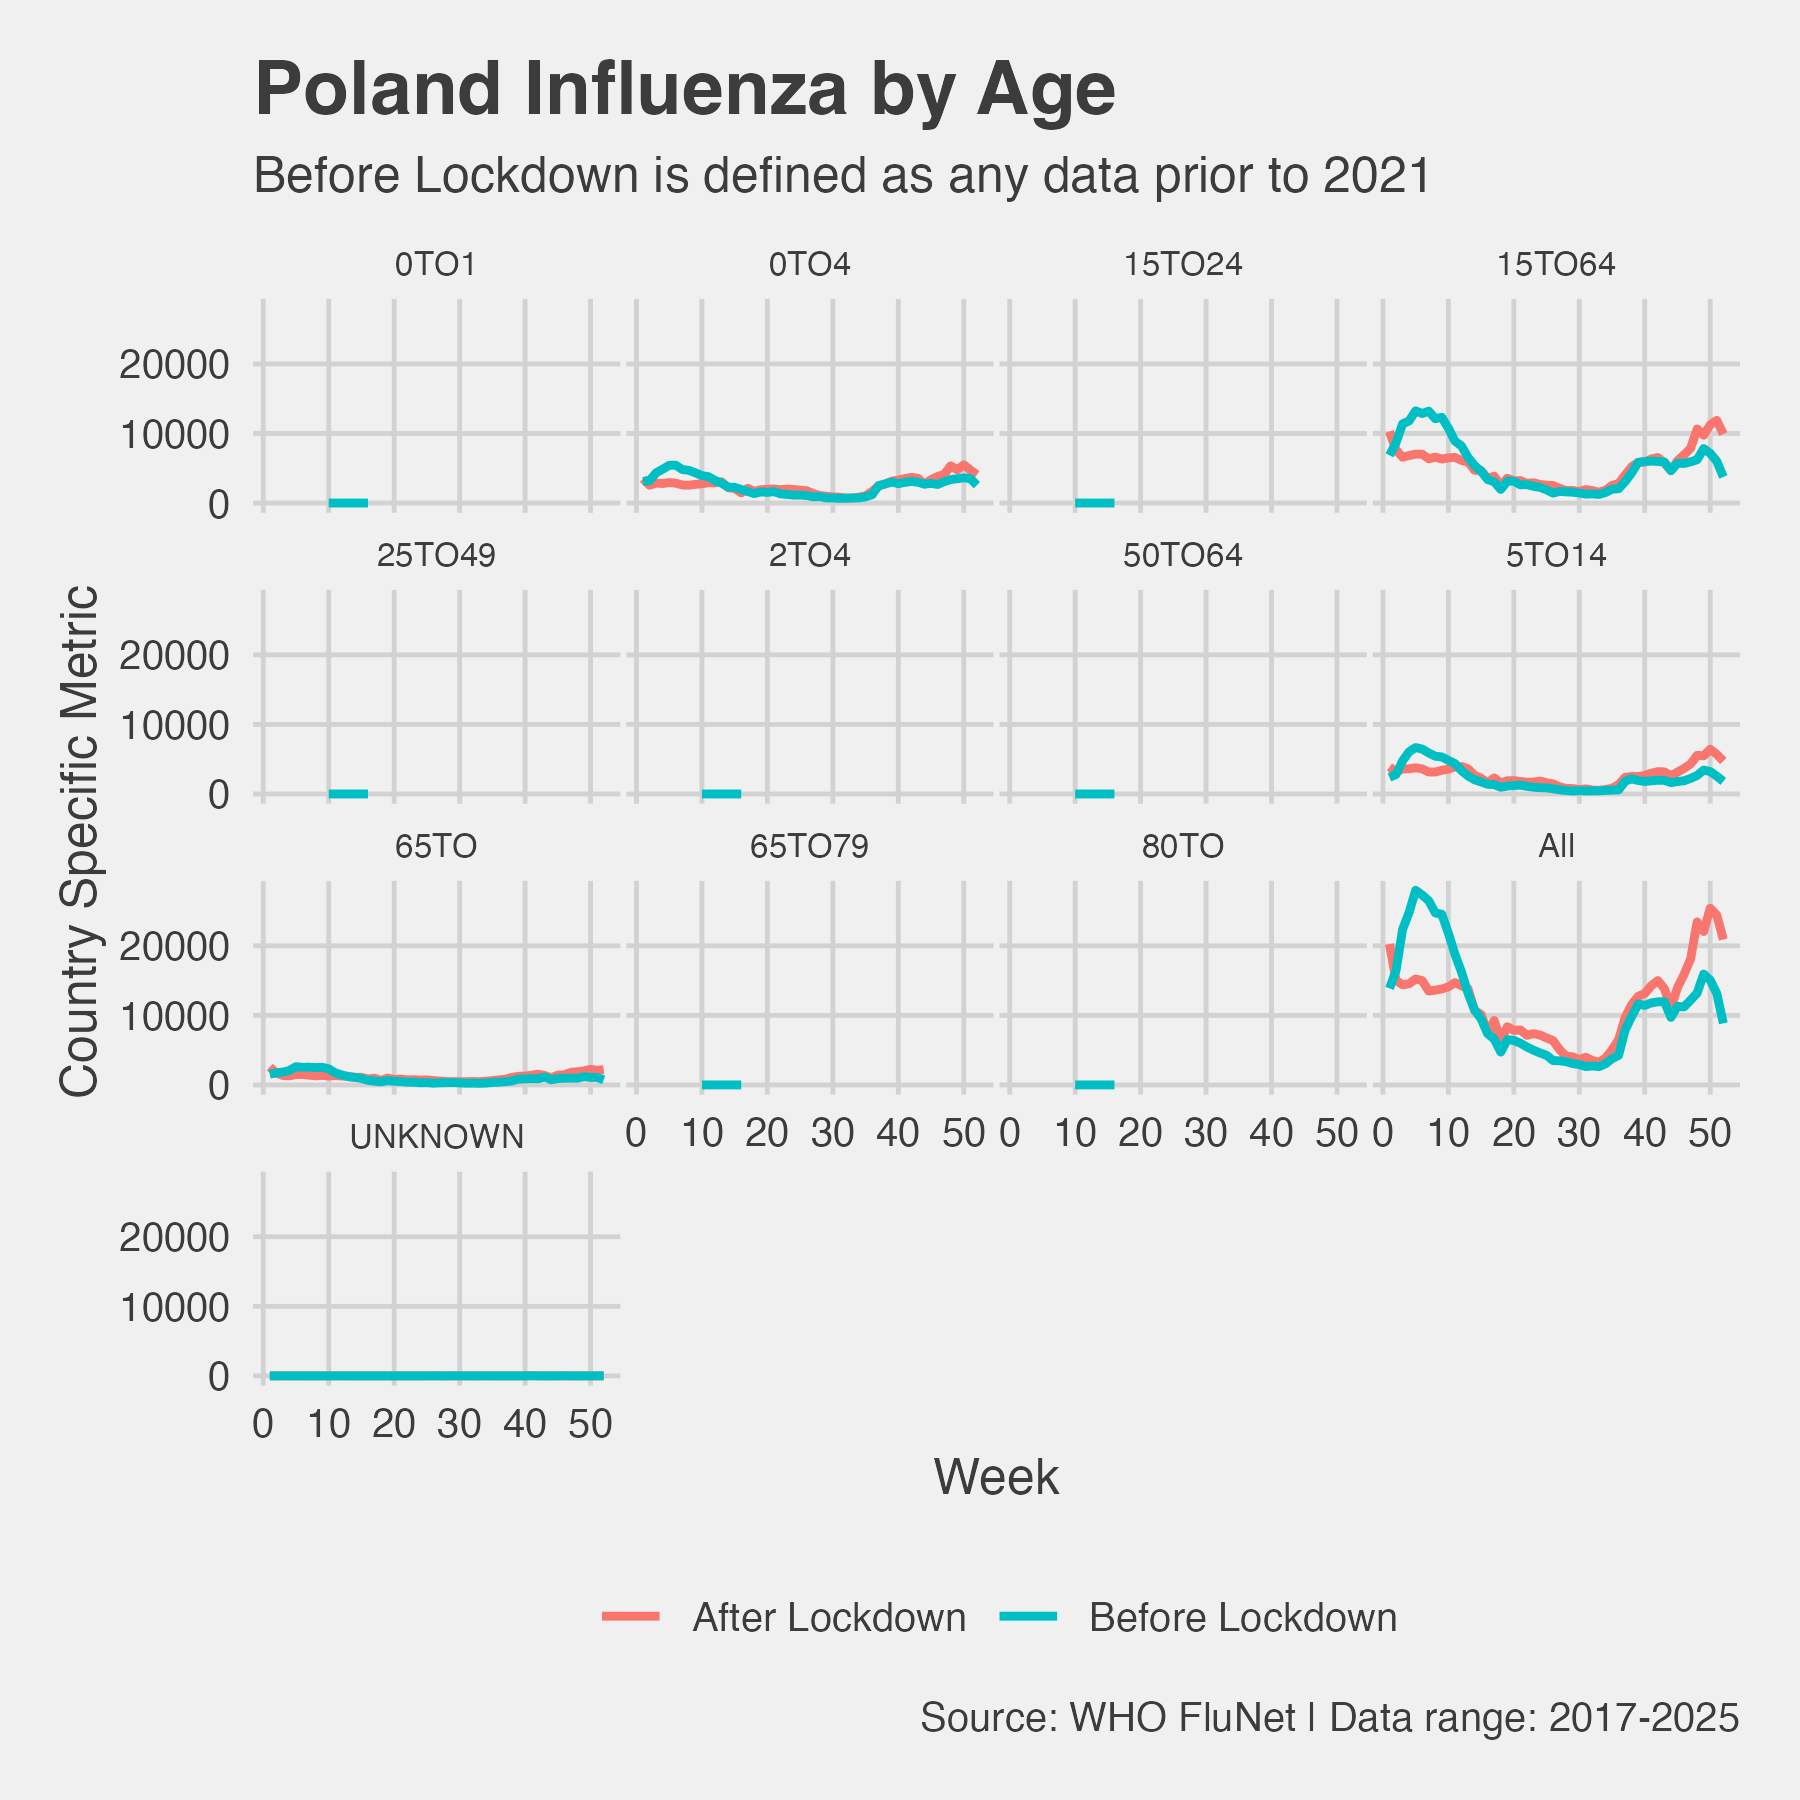 Poland Influenza by Age
Before Lockdown is defined as any data prior to 2021
0TO1 0TO4 15TO24 15TO64
20000
10000
0
25TO49 2TO4 50TO64 5TO14
20000
10000
0
65TO 65TO79 80TO All
20000
10000
0
0 10 20 30 40 50 0 10 20 30 40 50 0 10 20 30 40 50
UNKNOWN
20000
10000
0
0 10 20 30 40 50
Country Specific Metric
Week
After Lockdown Before Lockdown
Source: WHO FluNet | Data range: 2017-2025